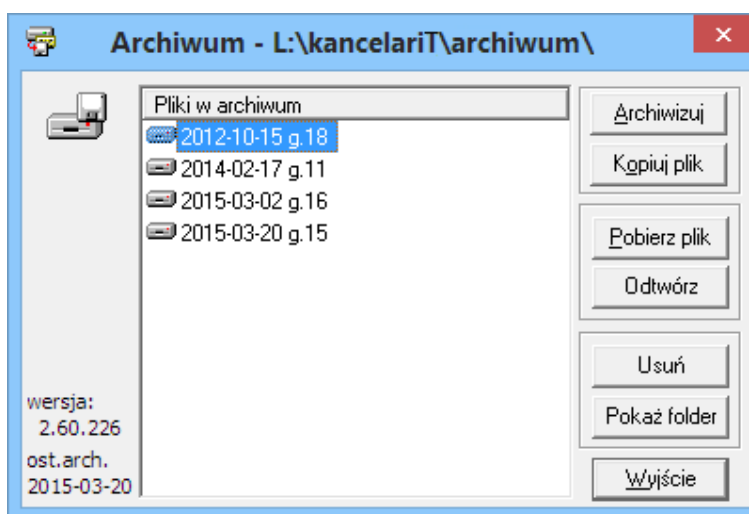 Archiwum - L:\kancelariT\archiwum\
Pliki w archiwum
2012-10-15 g.18
2014-02-17 g.11
2015-03-02 g.16
2015-03-20 g.15
Archiwizuj
Kopiuj plik
Pobierz plik
Odtwórz
Usuń
Pokaż folder
Wyjście
wersja:
2.60.226
ost.arch.
2015-03-20